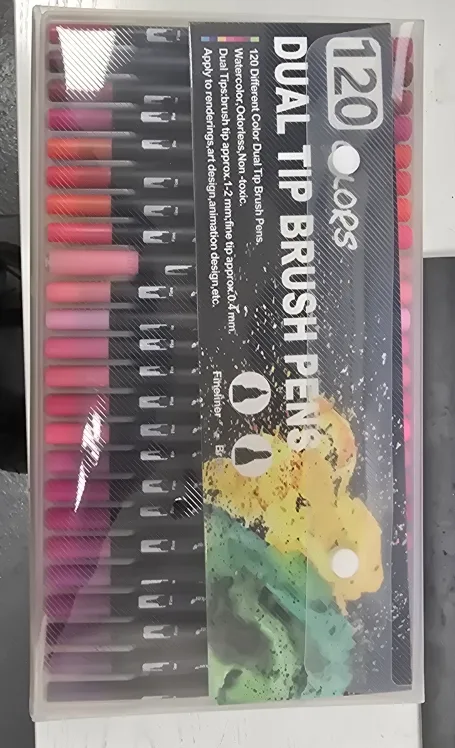 120
COLORS
DUAL TIP BRUSH PENS
120 Different Color Dual Tip Brush Pens,
Watercolor,Odorless,Non -toxic.
Dual Tips:brush tip approx.1-2 mm;fine tip approx.0.4 mm.
Apply to renderings,art design,animation design,etc.
Fineliner